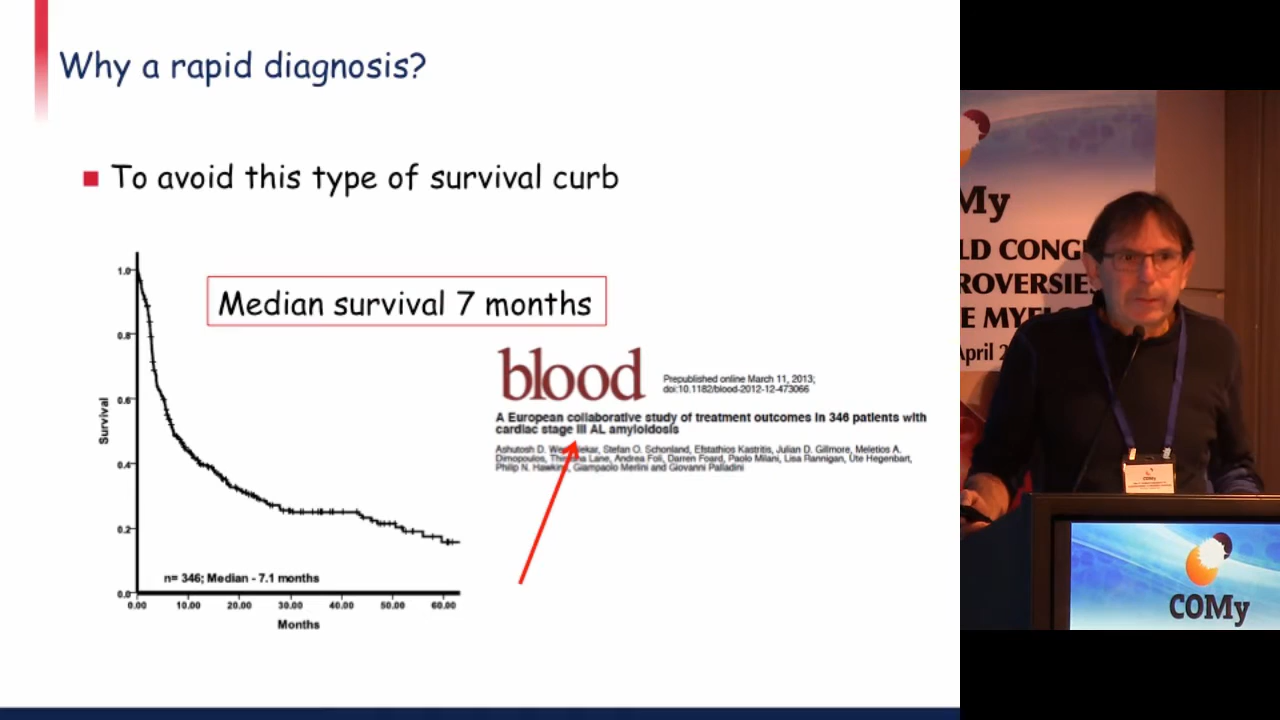 Why a rapid diagnosis?
To avoid this type of survival curb
Median survival 7 months
blood
Prepublished online March 11, 2013;
doi:10.1182/blood-2012-12-473066
A European collaborative study of treatment outcomes in 346 patients with
cardiac stage III AL amyloidosis
Ashutosh D. Stefan O. Schonland, Efstathios Kastritis, Julian D. Gillmore, Meletios A.
Dimopoulos, Lane, Andrea Foli, Darren Foard, Paolo Milani, Lisa Rannigan, Ute Hegenbart,
Philip N. Giampaolo Merlini and Giovanni Palladini
Survival
1.0
0.8
0.6
0.4
0.2
0.0
n= 346; Median - 7.1 months
0.00 10.00 20.00 30.00 40.00 50.00 60.00
Months
My
LD CONG
ROVERSIE
E MYE
April 2
COMy
COMy